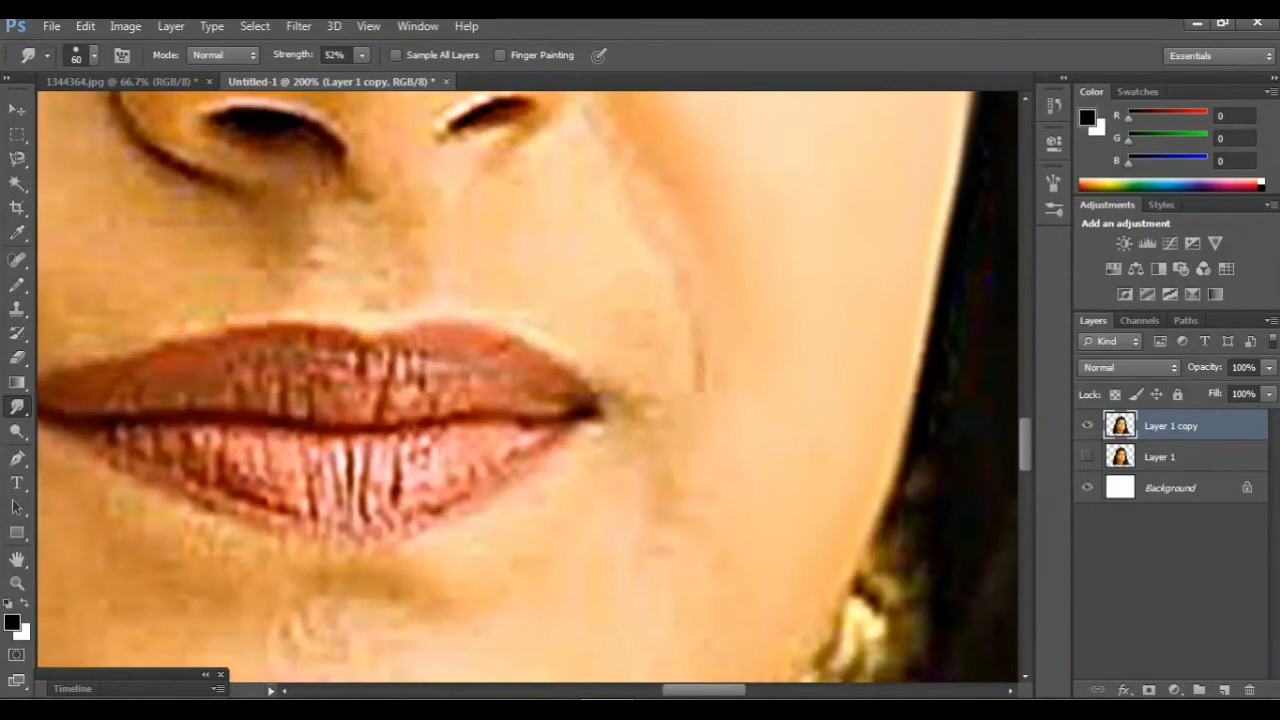 Ps File Edit Image Layer Type Select Filter 3D View Window Help
60 Mode: Normal Strength: 52% Sample All Layers Finger Painting Essentials
1344364.jpg @ 66.7% (RGB/8) * × Untitled-1 @ 200% (Layer 1 copy, RGB/8) * ×
Color Swatches
R 0
G 0
B 0
Adjustments Styles
Add an adjustment
Layers Channels Paths
Kind
Normal Opacity: 100%
Lock: Fill: 100%
Layer 1 copy
Layer 1
Background
Timeline